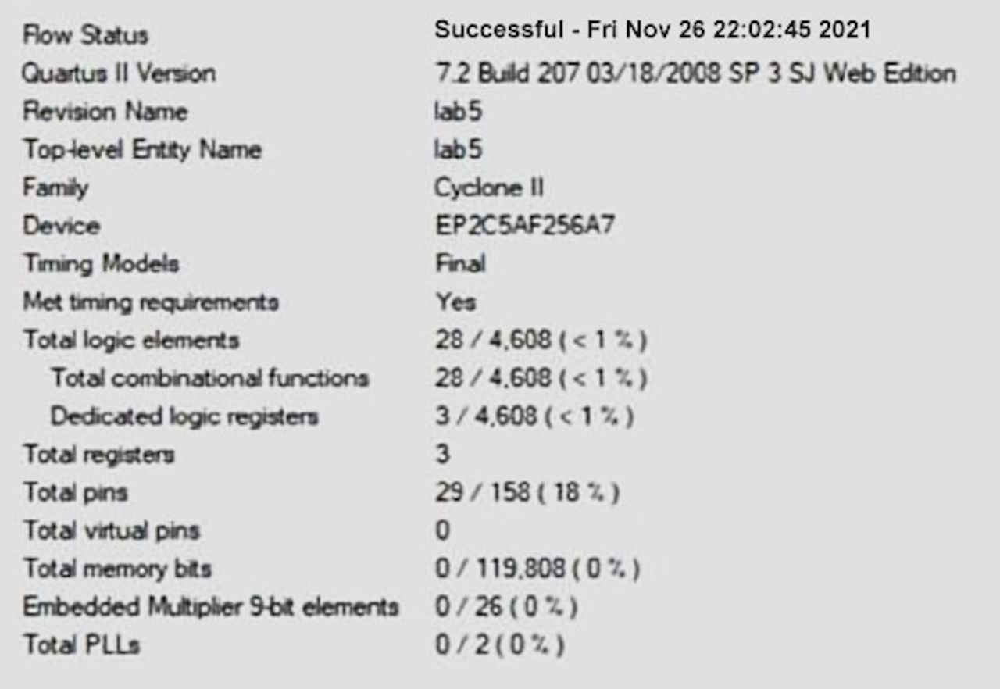 Flow Status Successful - Fri Nov 26 22:02:45 2021
Quartus II Version 7.2 Build 207 03/18/2008 SP 3 SJ Web Edition
Revision Name lab5
Top-level Entity Name lab5
Family Cyclone II
Device EP2C5AF256A7
Timing Models Final
Met timing requirements Yes
Total logic elements 28 / 4,608 ( < 1 % )
Total combinational functions 28 / 4,608 ( < 1 % )
Dedicated logic registers 3 / 4,608 ( < 1 % )
Total registers 3
Total pins 29 / 158 ( 18 % )
Total virtual pins 0
Total memory bits 0 / 119,808 ( 0 % )
Embedded Multiplier 9-bit elements 0 / 26 ( 0 % )
Total PLLs 0 / 2 ( 0 % )